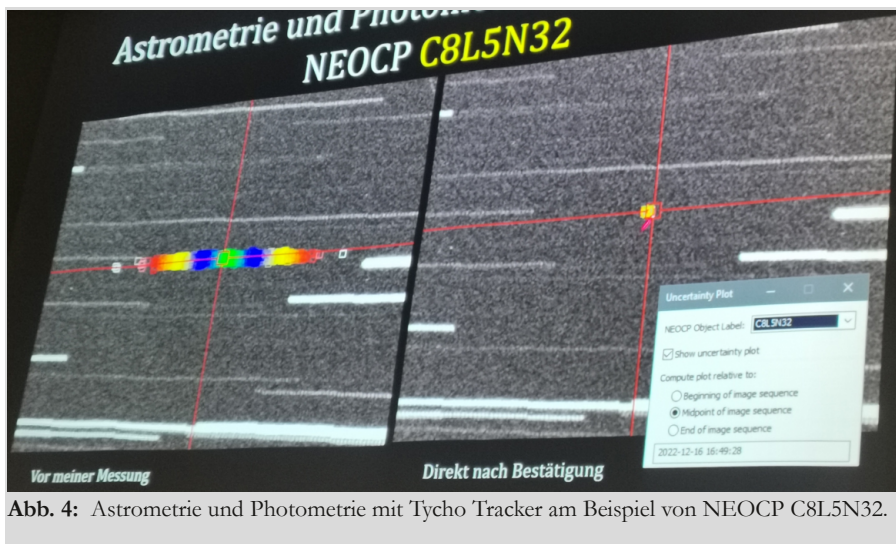 Astrometrie und
NEOCP C8L5N32
Vor meiner Messung
Direkt nach Bestätigung
Uncertainty Plot
NEOCP Object Label: C8L5N32
Show uncertainty plot
Compute plot relative to:
Beginning of image sequence
Midpoint of image sequence
End of image sequence
2022-12-16 16:49:28
Abb. 4: Astrometrie und Photometrie mit Tycho Tracker am Beispiel von NEOCP C8L5N32.